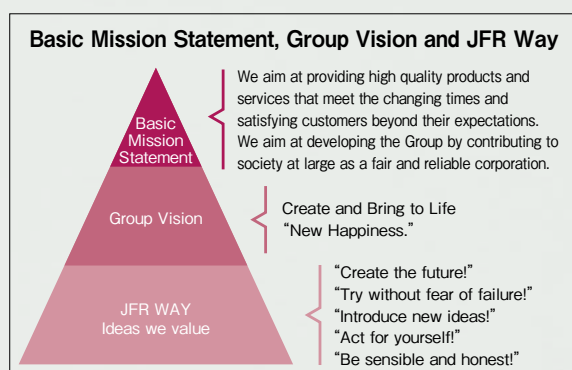 Basic Mission Statement, Group Vision and JFR Way
Basic
Mission
Statement
We aim at providing high quality products and
services that meet the changing times and
satisfying customers beyond their expectations.
We aim at developing the Group by contributing to
society at large as a fair and reliable corporation.
Group Vision
Create and Bring to Life
“New Happiness.”
JFR WAY
Ideas we value
“Create the future!”
“Try without fear of failure!”
“Introduce new ideas!”
“Act for yourself!”
“Be sensible and honest!”